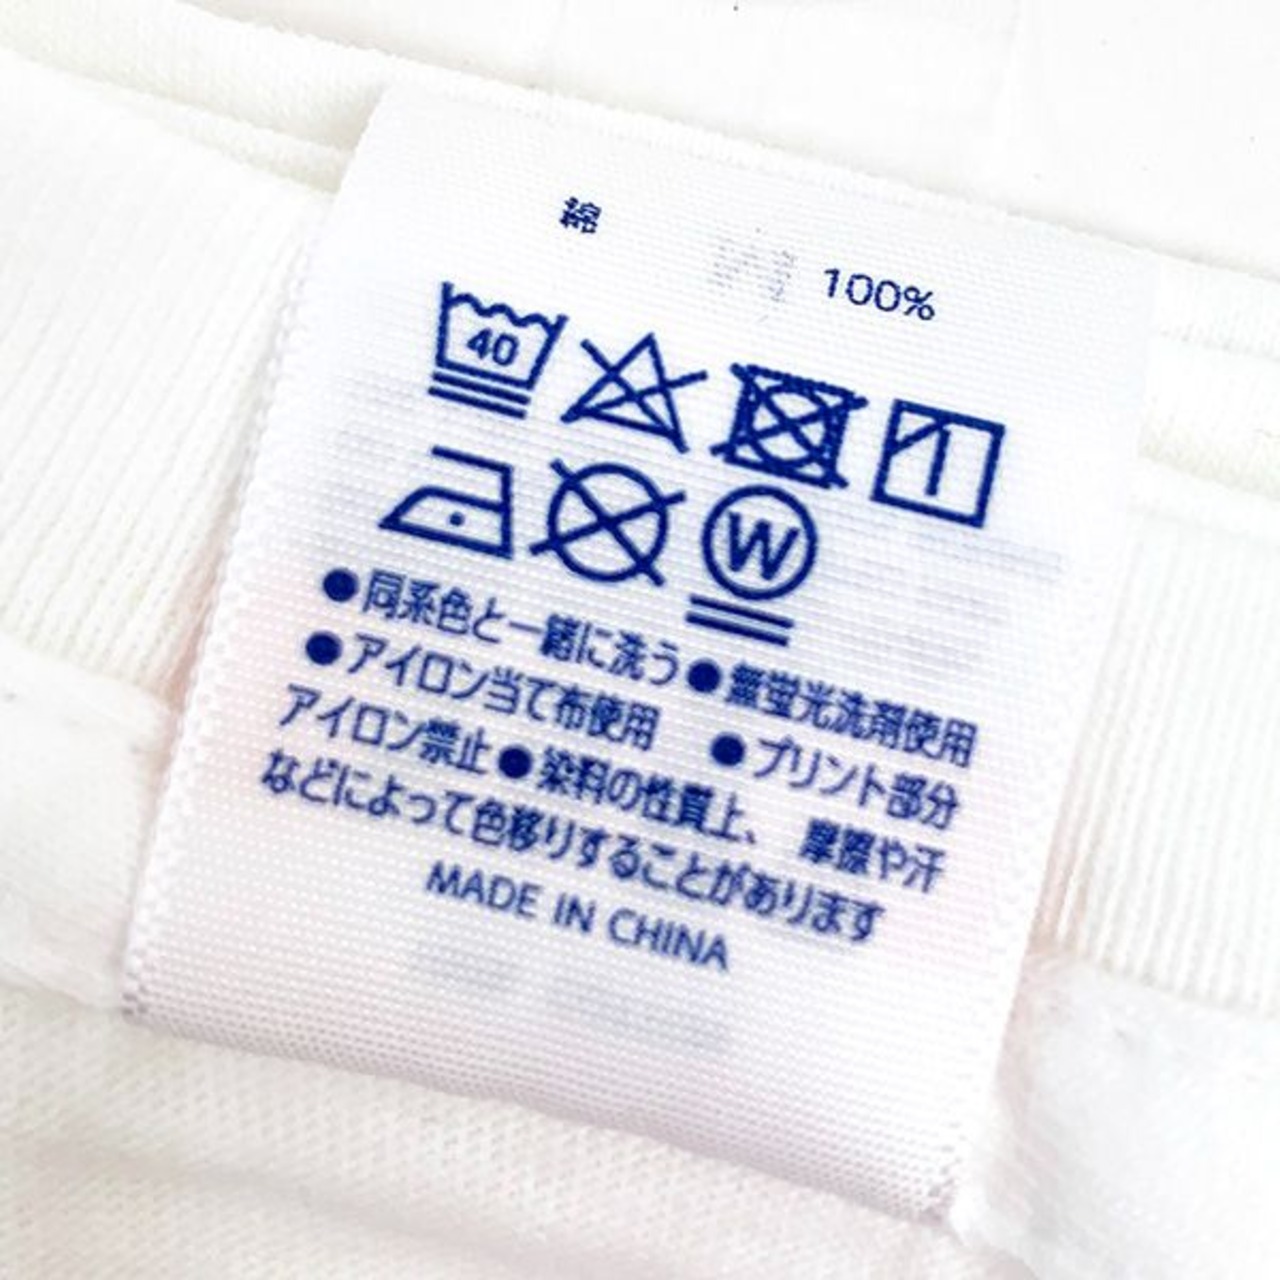 綿 100%
40
W
●同系色と一緒に洗う●無蛍光洗剤使用
●アイロン当て布使用 ●プリント部分
アイロン禁止●染料の性質上、 摩擦や汗
などによって色移りすることがあります
MADE IN CHINA